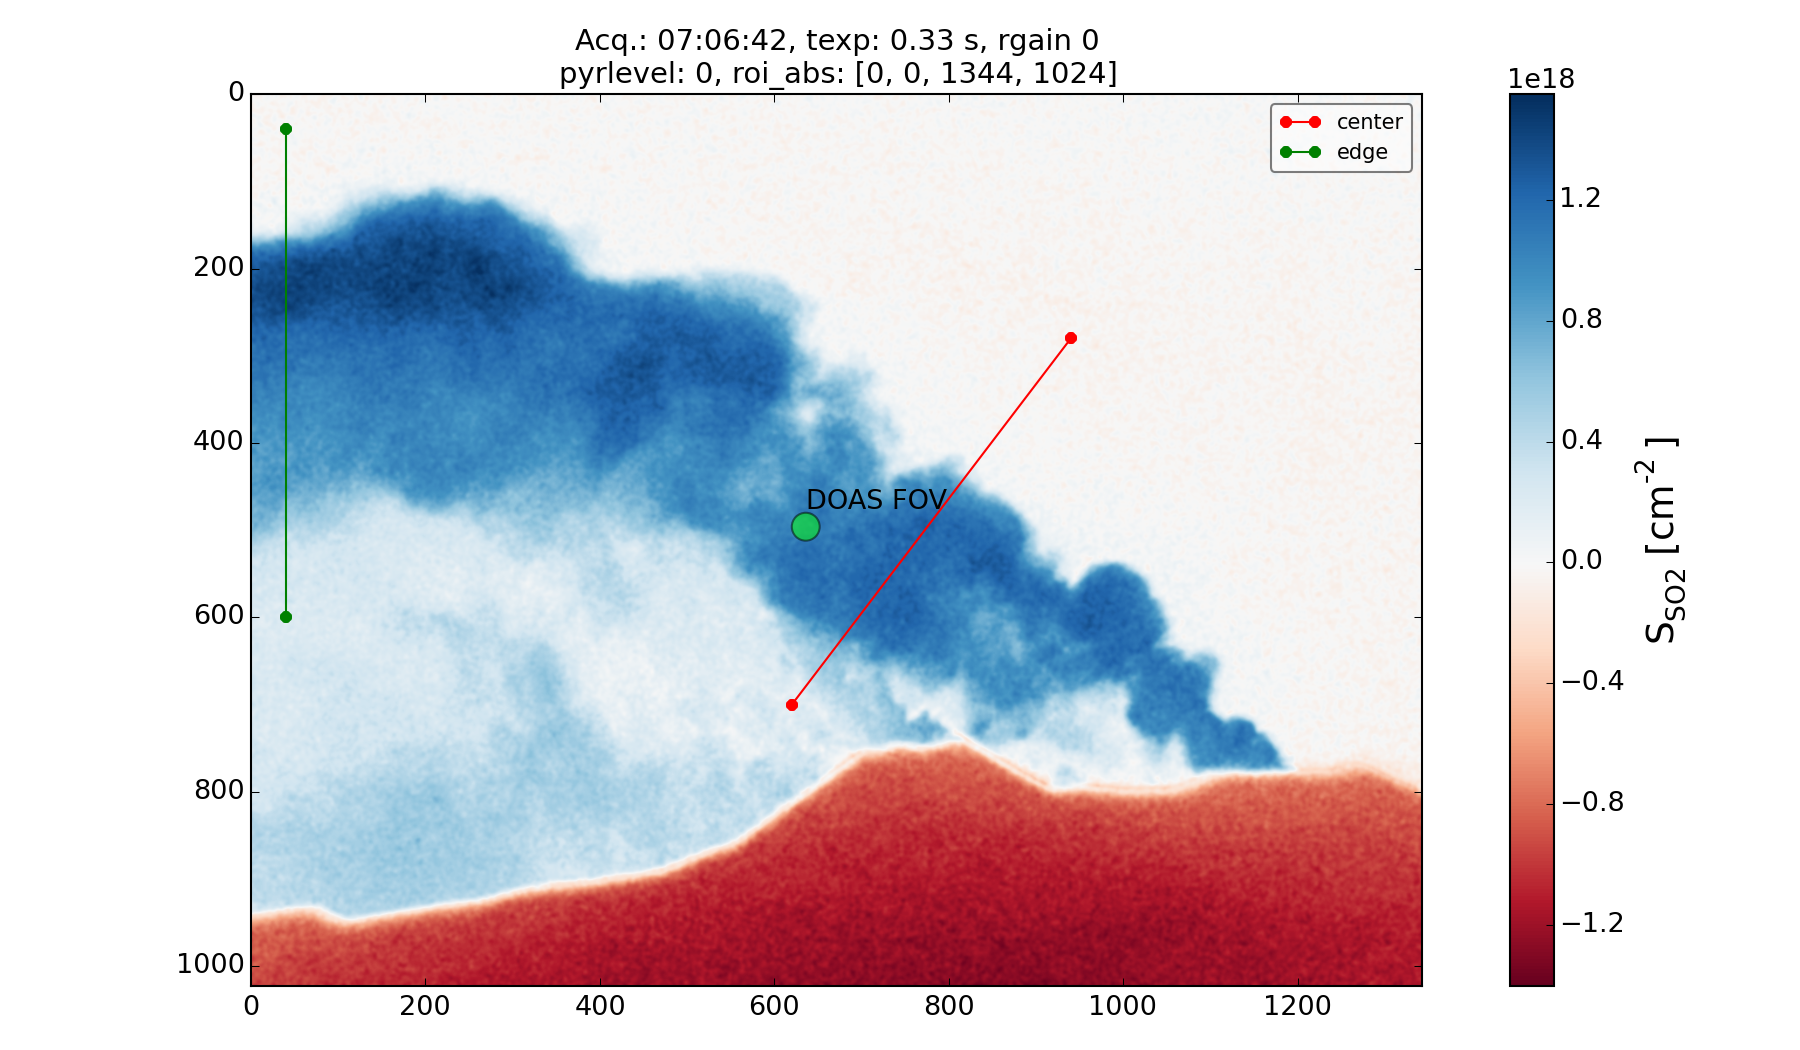 Acq.: 07:06:42, texp: 0.33 s, rgain 0
pyrlevel: 0, roi_abs: [0, 0, 1344, 1024]
1e18
center
edge
0
200
400
600
800
1000
0
200
400
600
800
1000
1200
DOAS FOV
1.2
0.8
0.4
0.0
−0.4
−0.8
−1.2
S_SO2 [cm^-2]